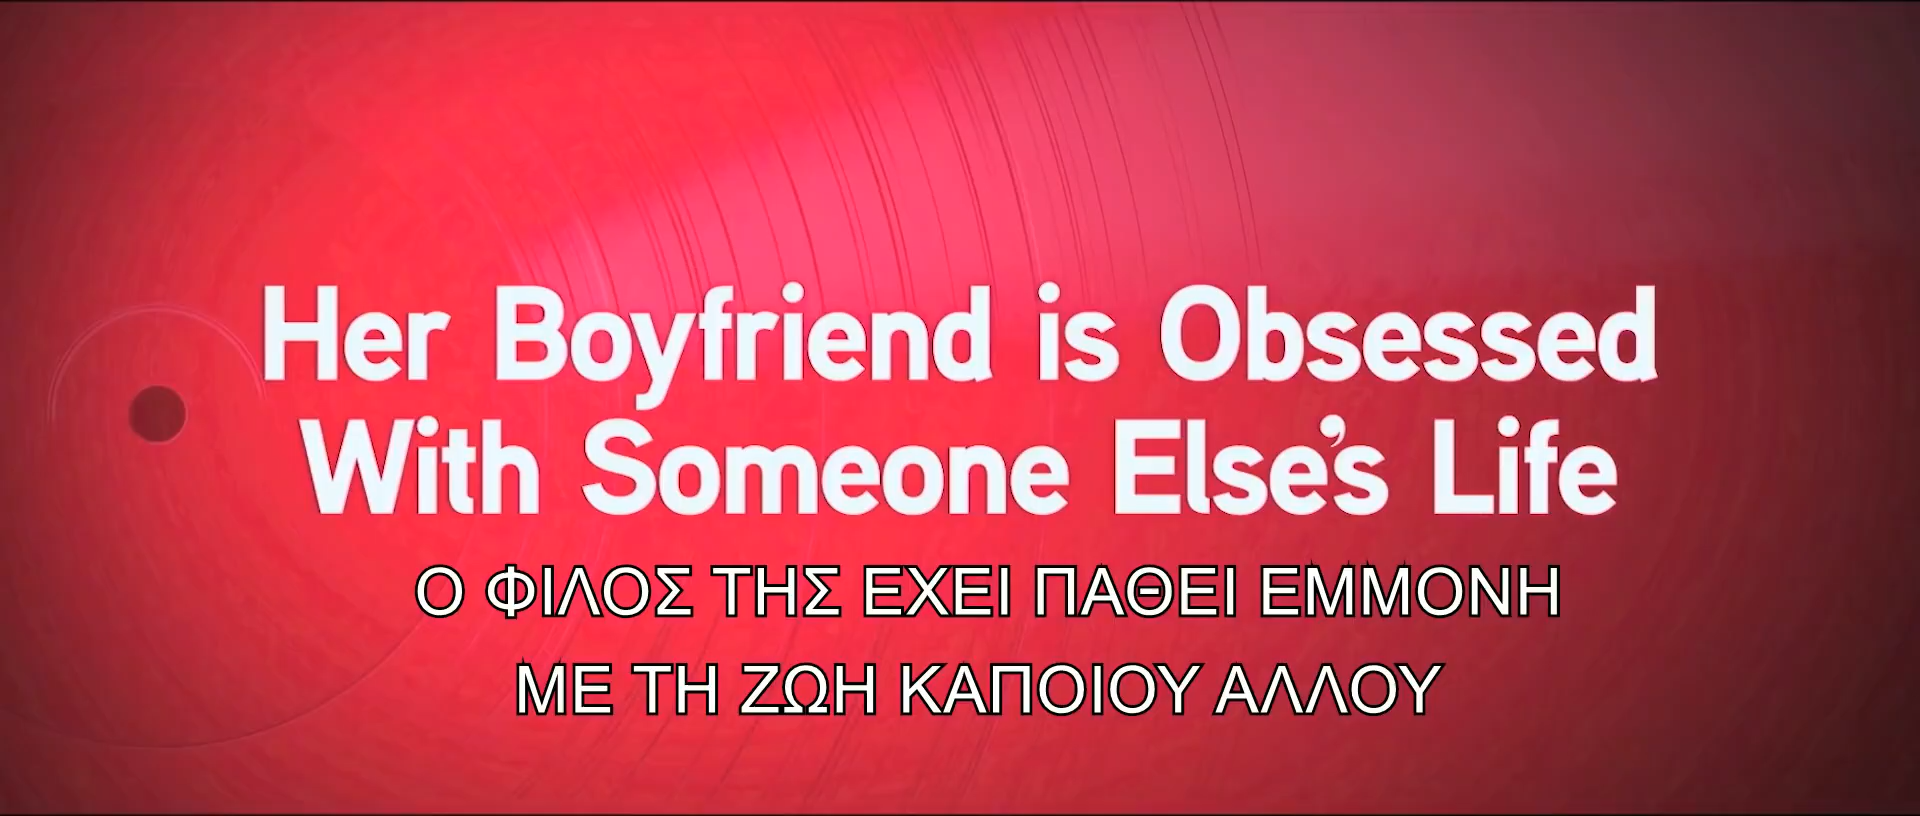 Her Boyfriend is Obsessed
With Someone Else's Life
Ο ΦΙΛΟΣ ΤΗΣ ΕΧΕΙ ΠΑΘΕΙ ΕΜΜΟΝΗ
ΜΕ ΤΗ ΖΩΗ ΚΑΠΟΙΟΥ ΑΛΛΟΥ